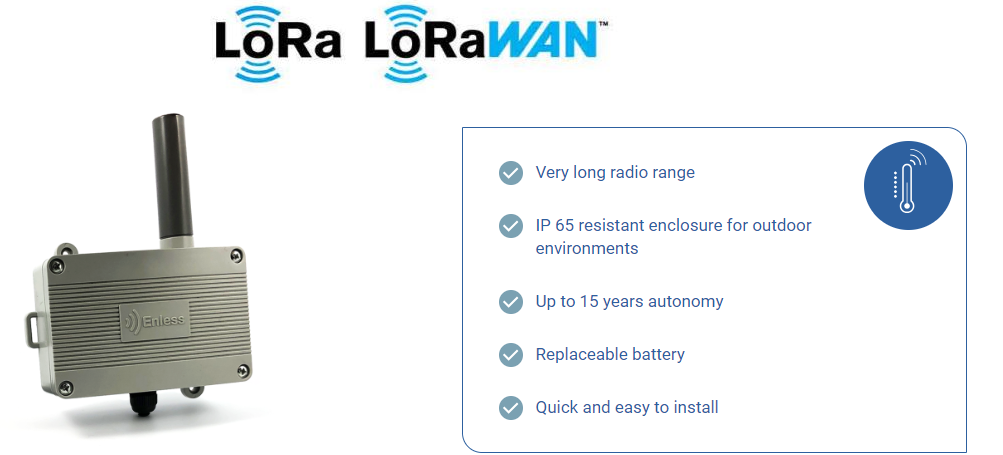 LoRa LoRaWAN™
Enless
Very long radio range
IP 65 resistant enclosure for outdoor
environments
Up to 15 years autonomy
Replaceable battery
Quick and easy to install